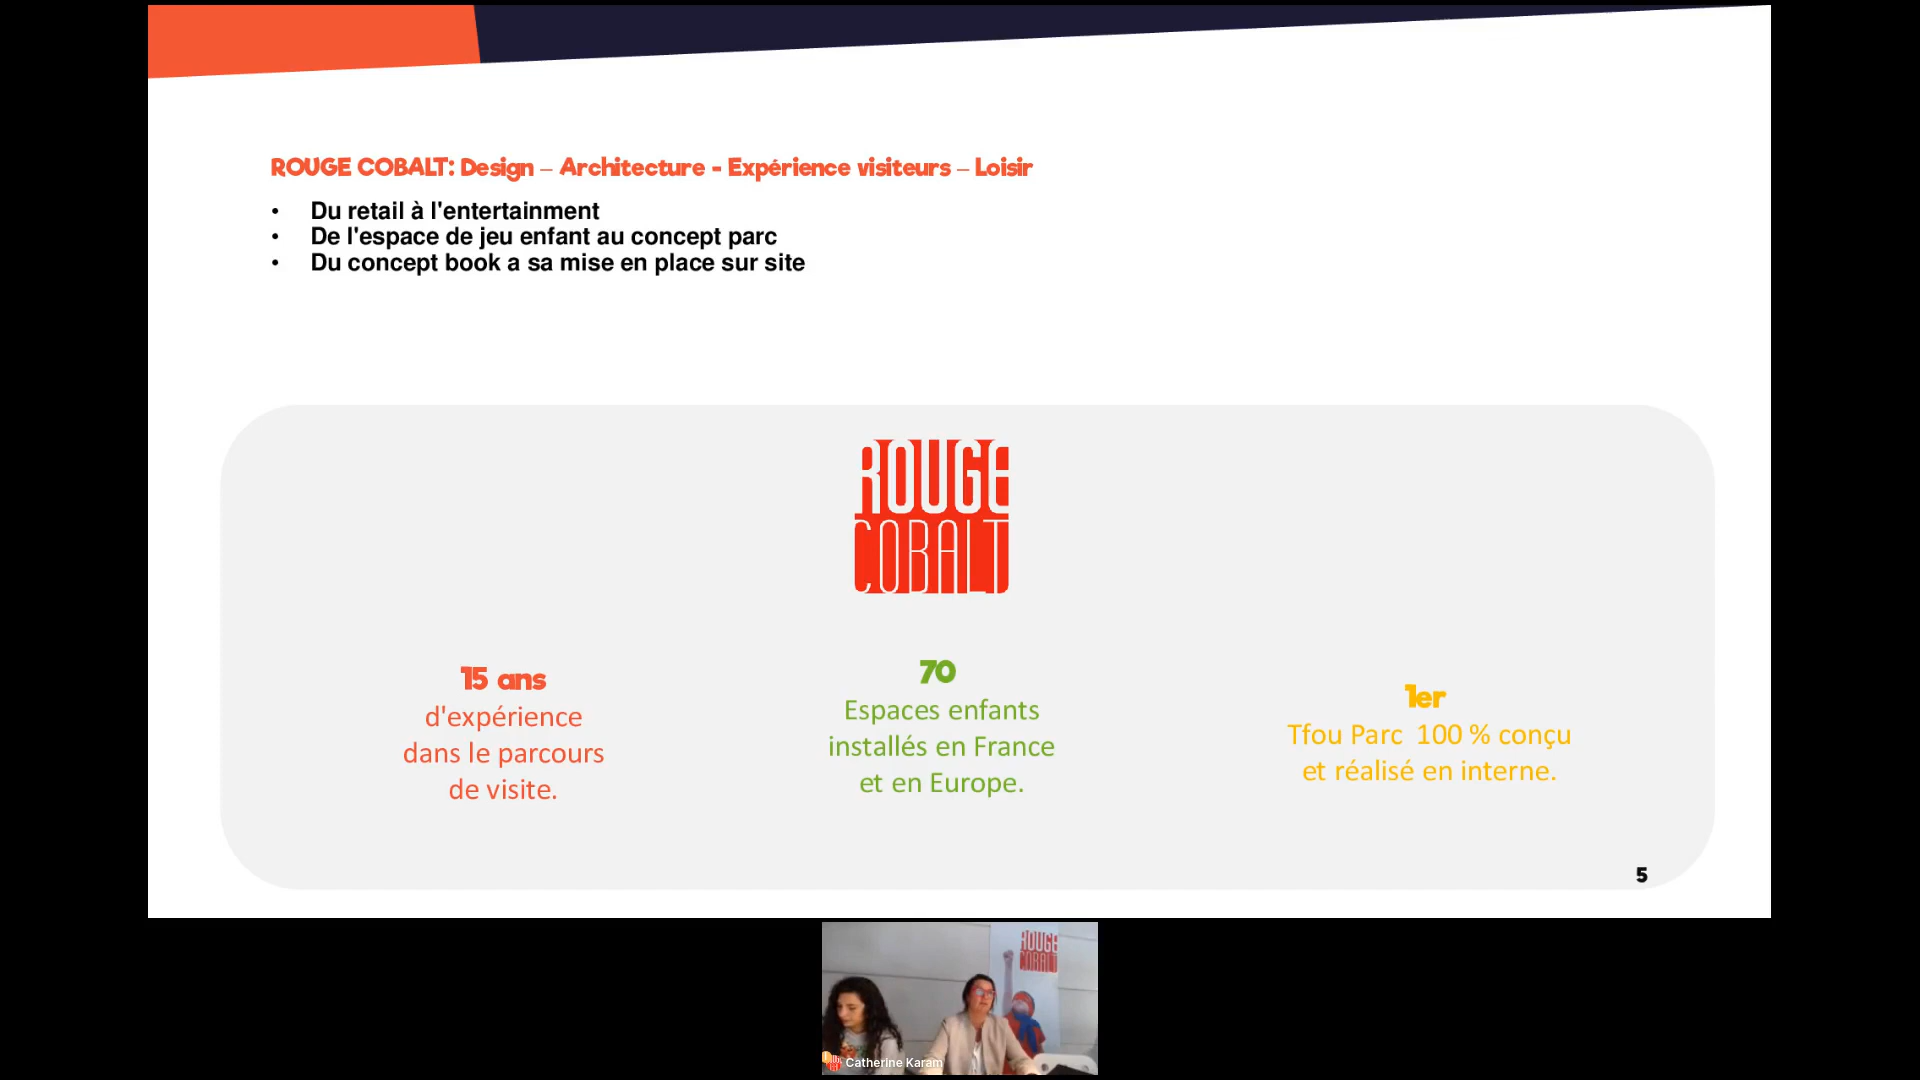 ROUGE COBALT: Design – Architecture - Expérience visiteurs – Loisir
• Du retail à l'entertainment
• De l'espace de jeu enfant au concept parc
• Du concept book a sa mise en place sur site
ROUGE
COBALT
15 ans
d'expérience
dans le parcours
de visite.
70
Espaces enfants
installés en France
et en Europe.
1er
Tfou Parc 100 % conçu
et réalisé en interne.
5
ROUGE
COBALT
Catherine Karam